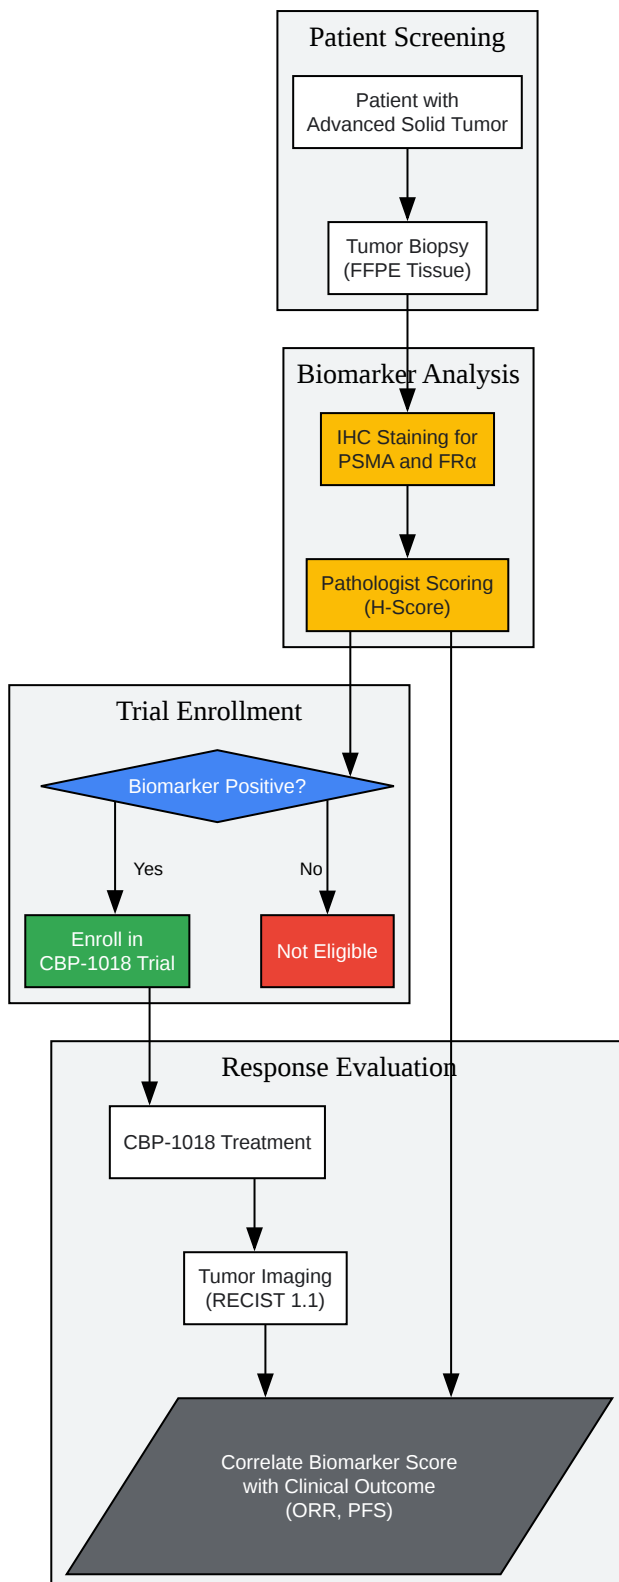 Patient Screening
Patient with
Advanced Solid Tumor
Tumor Biopsy
(FFPE Tissue)
Biomarker Analysis
IHC Staining for
PSMA and FRα
Pathologist Scoring
(H-Score)
Trial Enrollment
Biomarker Positive?
Yes
No
Enroll in
CBP-1018 Trial
Not Eligible
Response Evaluation
CBP-1018 Treatment
Tumor Imaging
(RECIST 1.1)
Correlate Biomarker Score
with Clinical Outcome
(ORR, PFS)